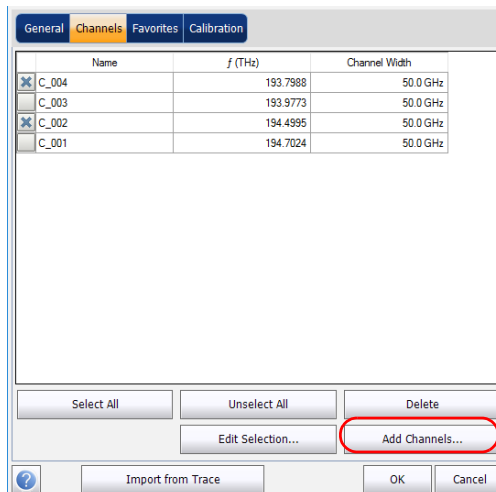 General Channels Favorites Calibration
Name f (THz) Channel Width
C_004 193.7988 50.0 GHz
C_003 193.9773 50.0 GHz
C_002 194.4995 50.0 GHz
C_001 194.7024 50.0 GHz
Select All Unselect All Delete
Edit Selection... Add Channels...
? Import from Trace OK Cancel